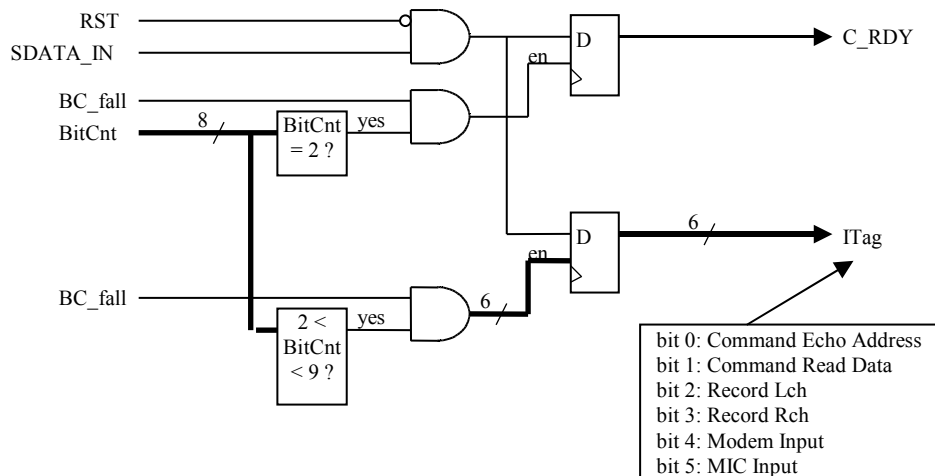 RST
SDATA_IN
D
C_RDY
en
BC_fall
BitCnt
8
BitCnt
= 2 ?
yes
D
6
ITag
en
BC_fall
6
2 <
BitCnt
< 9 ?
yes
bit 0: Command Echo Address
bit 1: Command Read Data
bit 2: Record Lch
bit 3: Record Rch
bit 4: Modem Input
bit 5: MIC Input